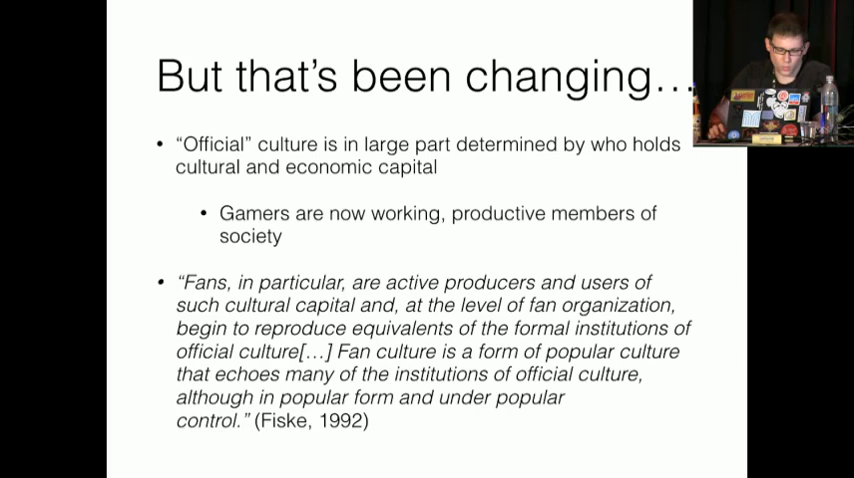 But that’s been changing…
• “Official” culture is in large part determined by who holds
cultural and economic capital
• Gamers are now working, productive members of
society
• “Fans, in particular, are active producers and users of
such cultural capital and, at the level of fan organization,
begin to reproduce equivalents of the formal institutions of
official culture[…] Fan culture is a form of popular culture
that echoes many of the institutions of official culture,
although in popular form and under popular
control.” (Fiske, 1992)